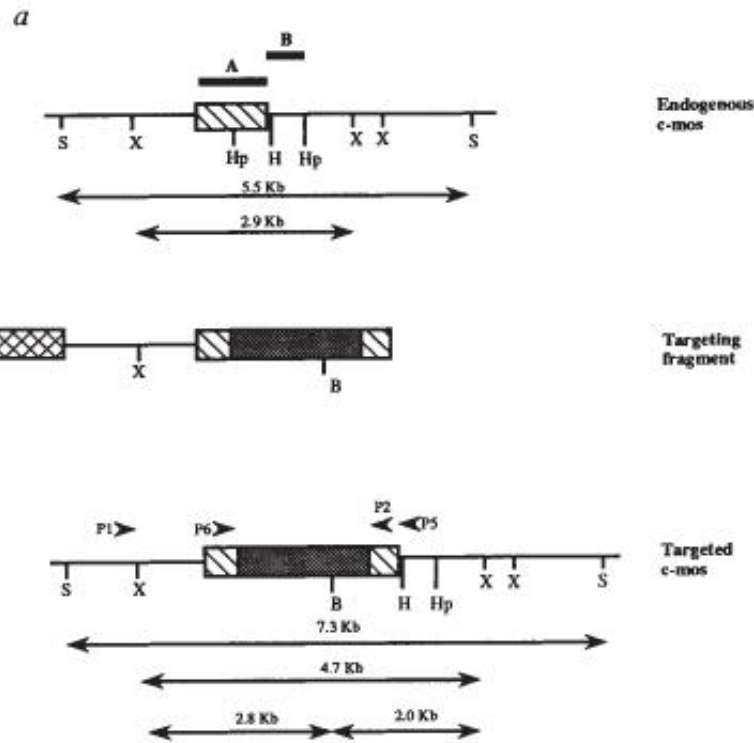 a
B
A
Endogenous
c-mos
S X Hp H Hp X X S
5.5 Kb
2.9 Kb
Targeting
fragment
X B
P1 P6 P2 P5
Targeted
c-mos
S X B H Hp X X S
7.3 Kb
4.7 Kb
2.8 Kb 2.0 Kb